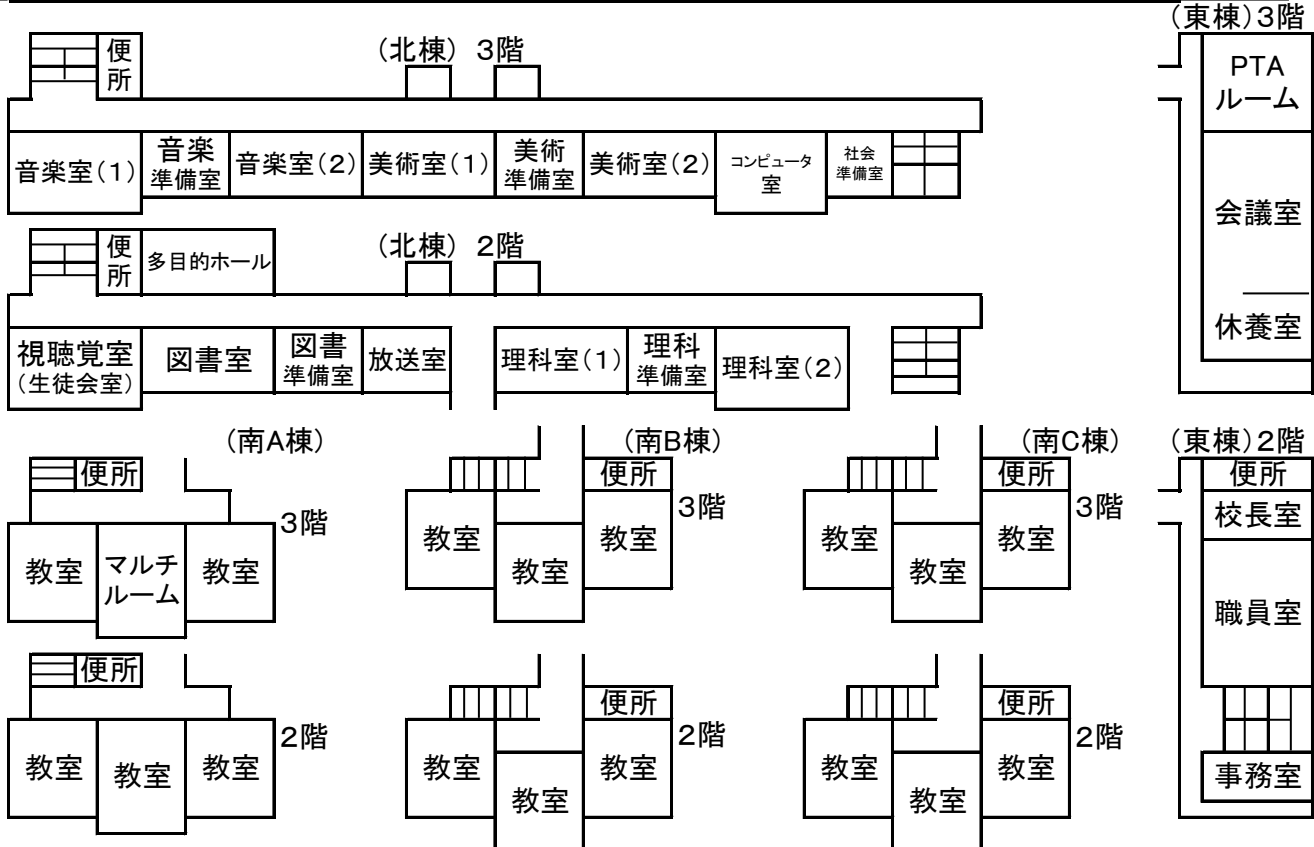 (東棟)3階
(北棟) 3階
便
所
PTA
ルーム
音楽室(1)
音楽
準備室
音楽室(2)
美術室(1)
美術
準備室
美術室(2)
コンピュータ
室
社会
準備室
会議室
休養室
(北棟) 2階
便
所
多目的ホール
視聴覚室
(生徒会室)
図書室
図書
準備室
放送室
理科室(1)
理科
準備室
理科室(2)
(南A棟)
(南B棟)
(南C棟)
(東棟)2階
便所
3階
教室
マルチ
ルーム
教室
便所
3階
教室
教室
教室
便所
3階
教室
教室
教室
便所
校長室
職員室
事務室
便所
2階
教室
教室
教室
便所
2階
教室
教室
教室
便所
2階
教室
教室
教室